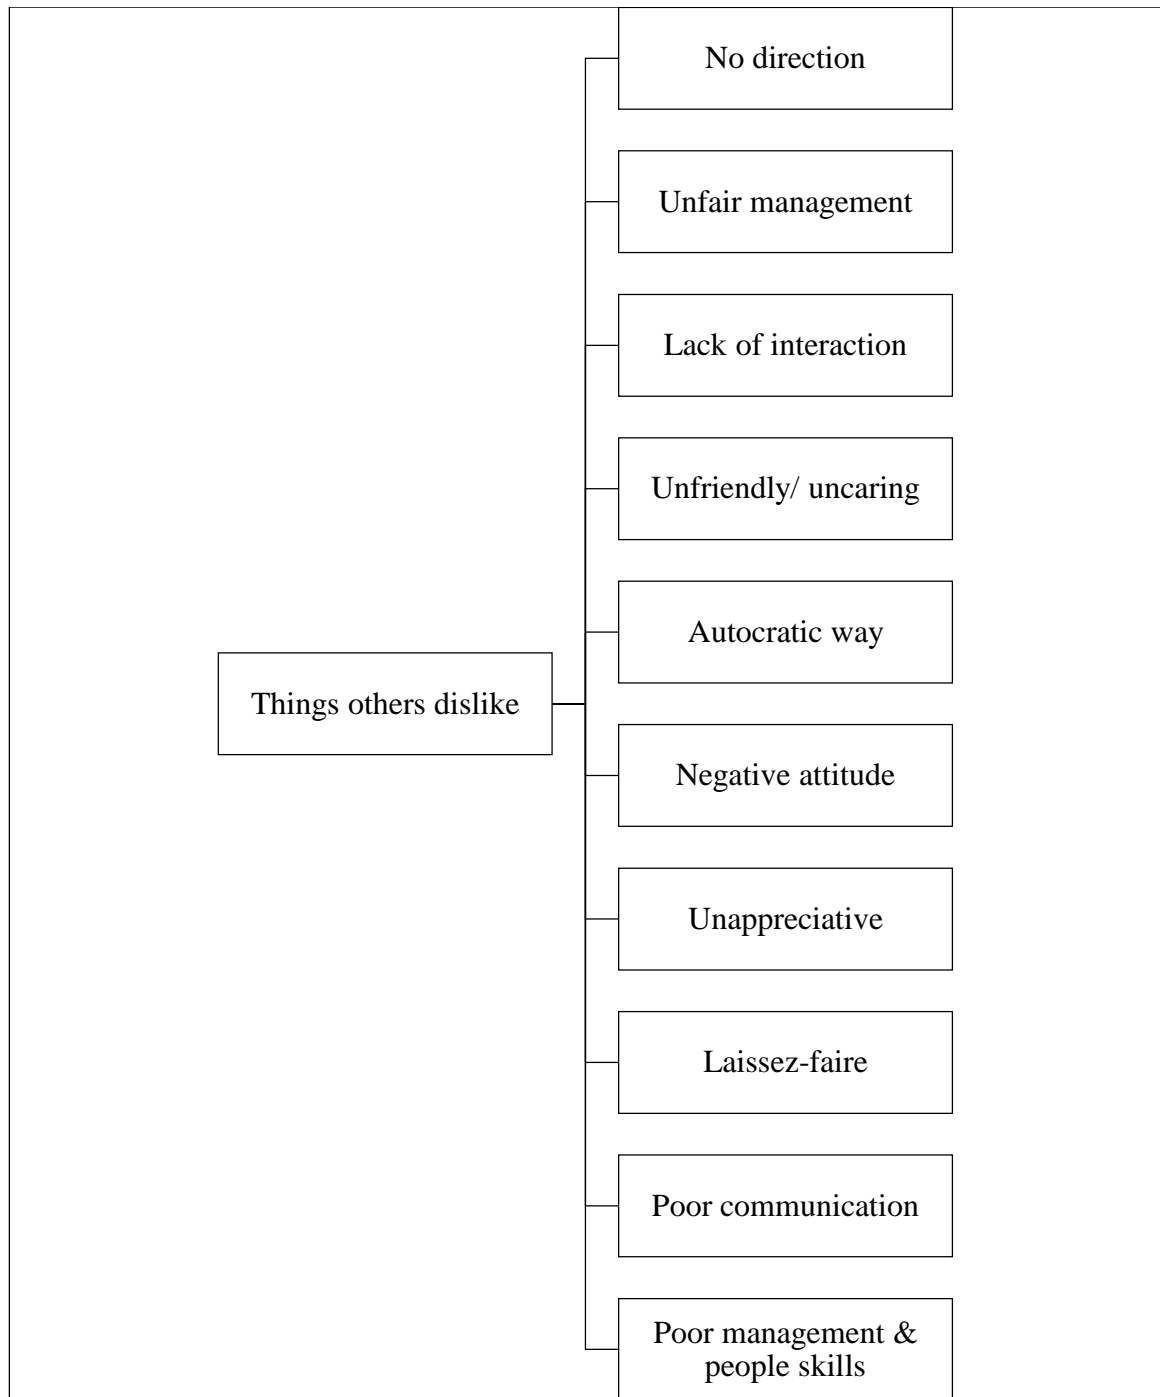 No direction
Unfair management
Lack of interaction
Unfriendly/ uncaring
Autocratic way
Things others dislike
Negative attitude
Unappreciative
Laissez-faire
Poor communication
Poor management &
people skills